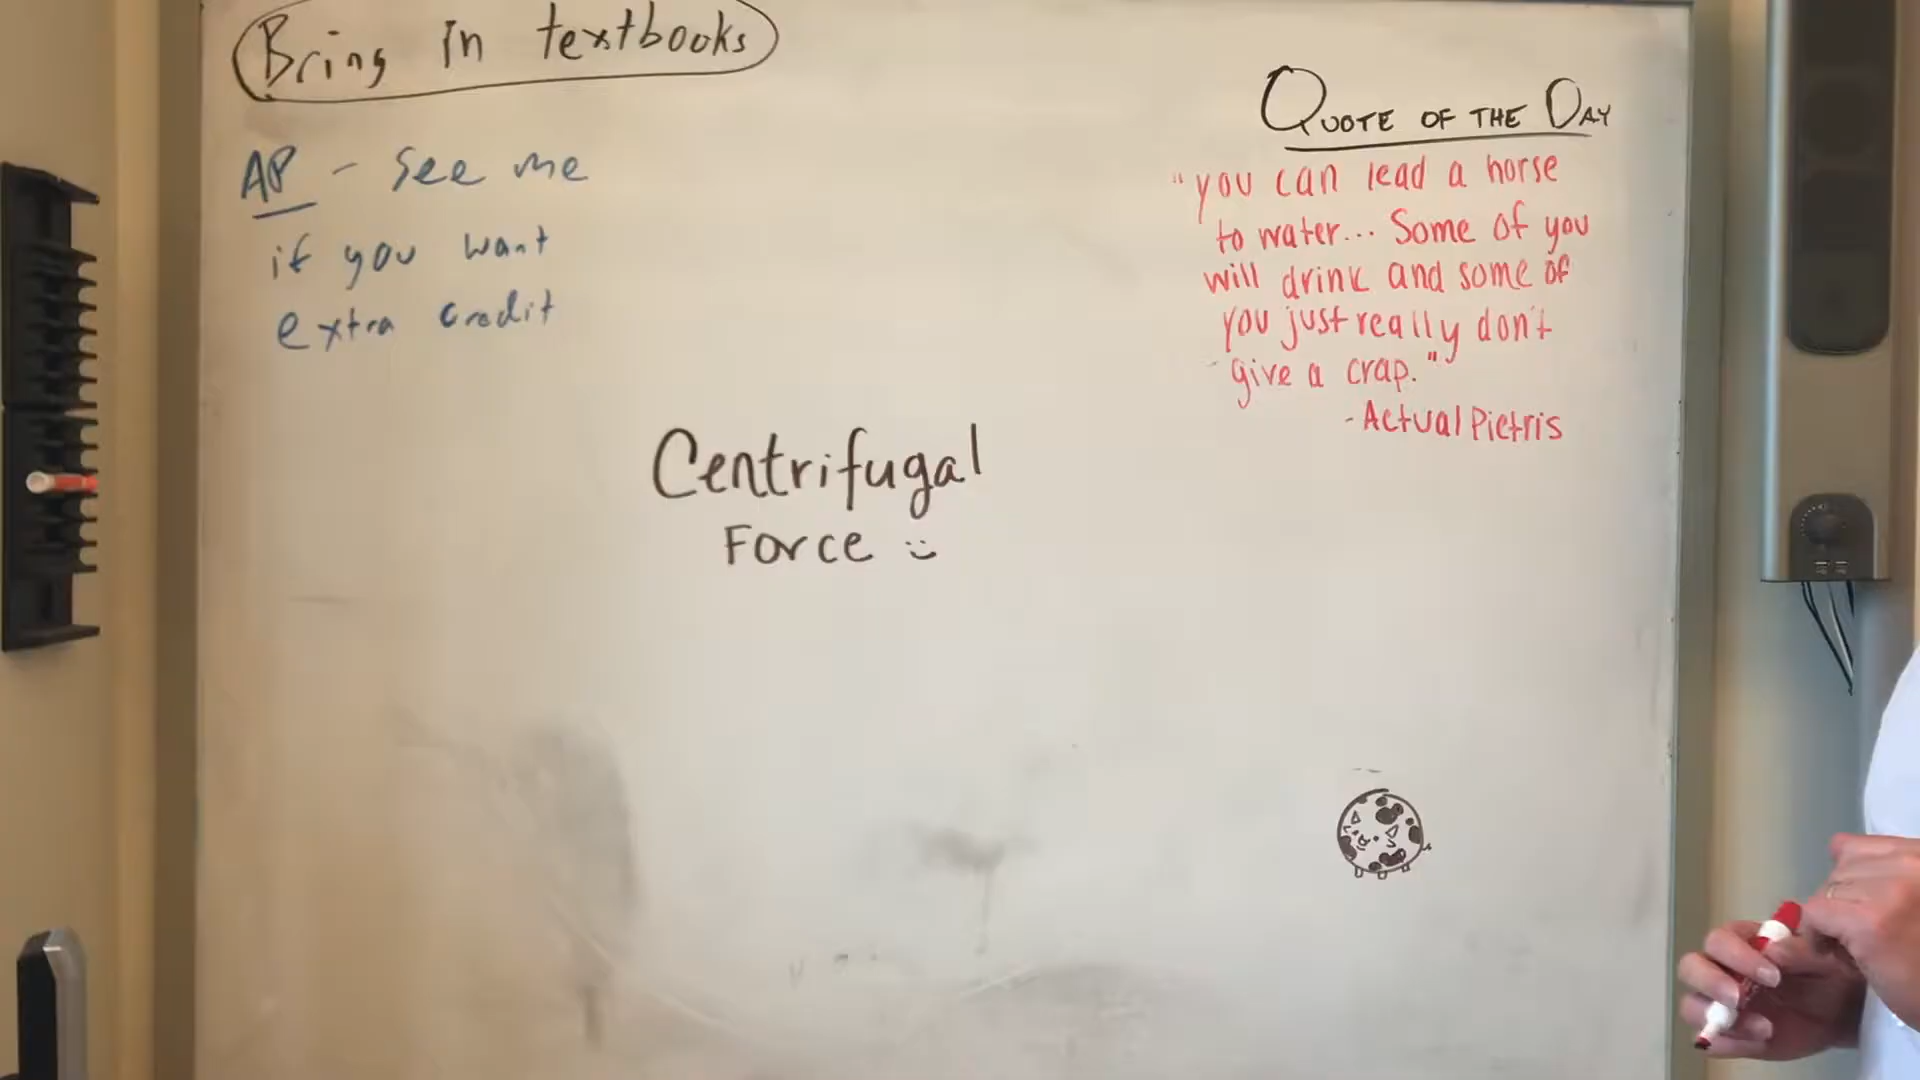 Bring in textbooks
AP - see me
if you want
extra credit
QUOTE OF THE DAY
"you can lead a horse
to water... Some of you
will drink and some of
you just really don't
give a crap."
-Actual Pietris
Centrifugal
Force :)